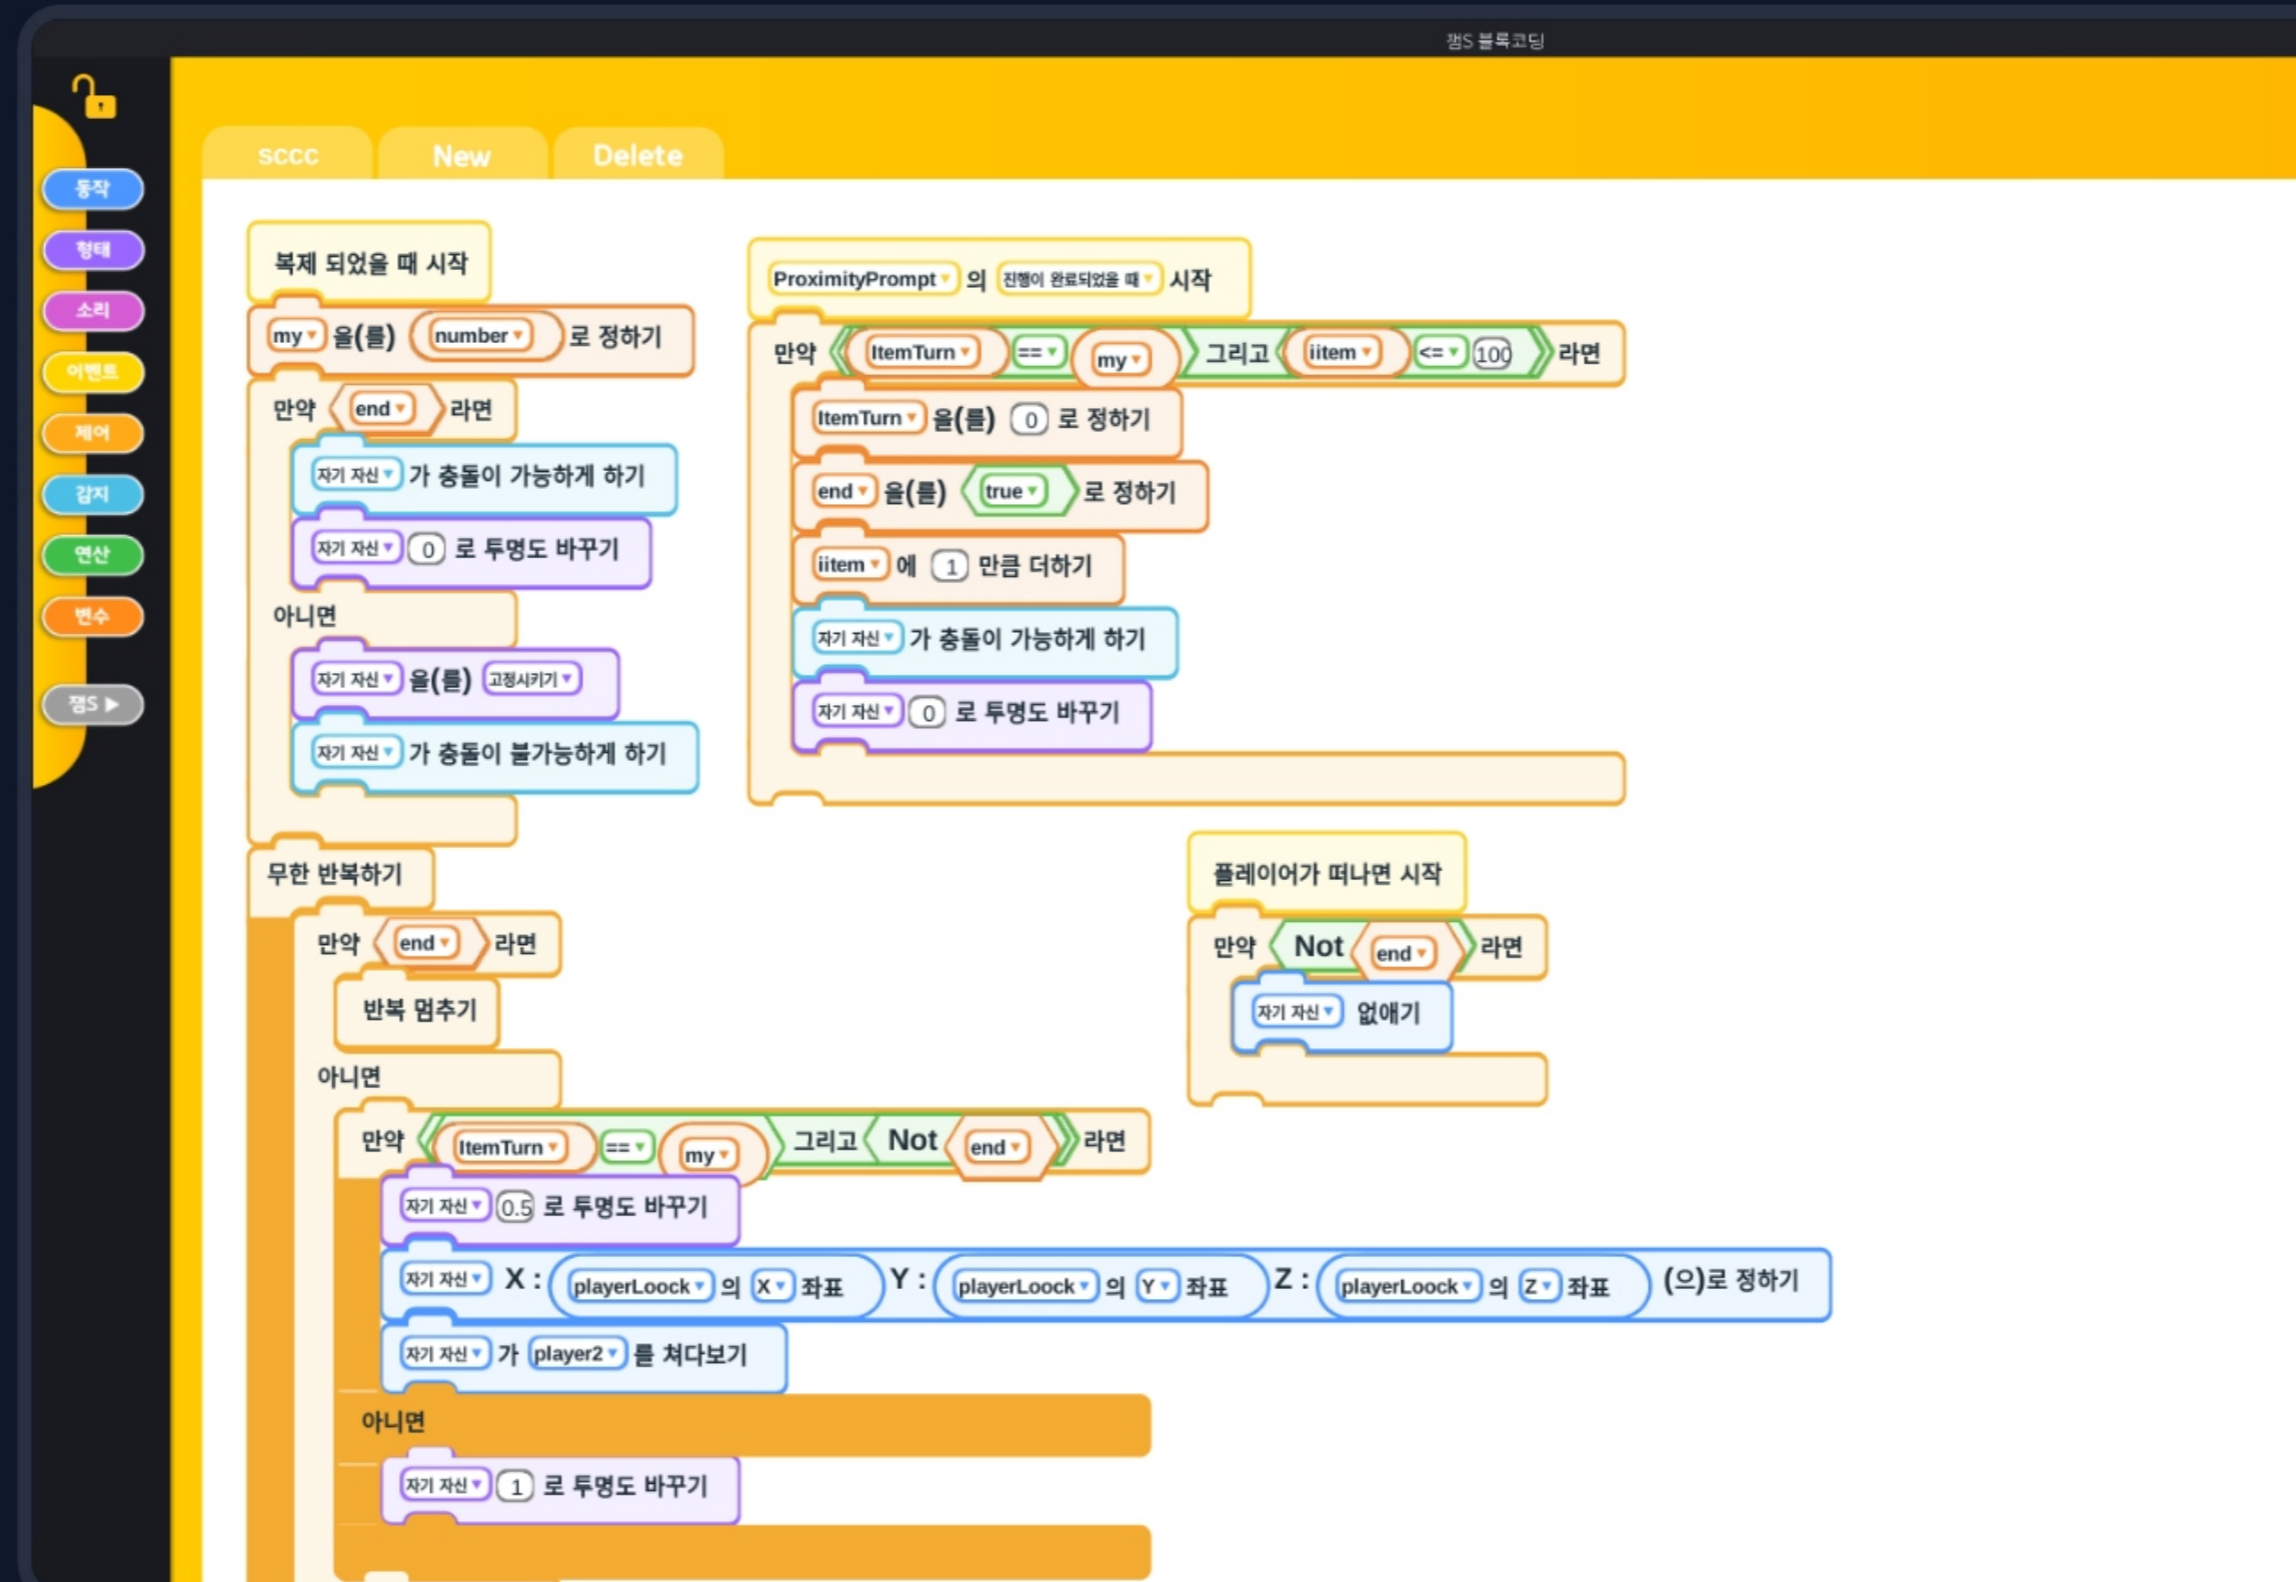 잼S 블록코딩
sccc
New
Delete
동작
형태
소리
이벤트
제어
감지
연산
변수
잼S ▶
복제 되었을 때 시작
my 을(를) number 로 정하기
만약 end 라면
자기 자신 가 충돌이 가능하게 하기
자기 자신 0 로 투명도 바꾸기
아니면
자기 자신 을(를) 고정시키기
자기 자신 가 충돌이 불가능하게 하기
무한 반복하기
만약 end 라면
반복 멈추기
아니면
만약 ItemTurn == my 그리고 Not end 라면
자기 자신 0.5 로 투명도 바꾸기
자기 자신 X : playerLoock 의 X 좌표 Y : playerLoock 의 Y 좌표 Z : playerLoock 의 Z 좌표 (으)로 정하기
자기 자신 가 player2 를 쳐다보기
아니면
자기 자신 1 로 투명도 바꾸기
ProximityPrompt 의 진행이 완료되었을 때 시작
만약 ItemTurn == my 그리고 iitem <= 100 라면
ItemTurn 을(를) 0 로 정하기
end 을(를) true 로 정하기
iitem 에 1 만큼 더하기
자기 자신 가 충돌이 가능하게 하기
자기 자신 0 로 투명도 바꾸기
플레이어가 떠나면 시작
만약 Not end 라면
자기 자신 없애기